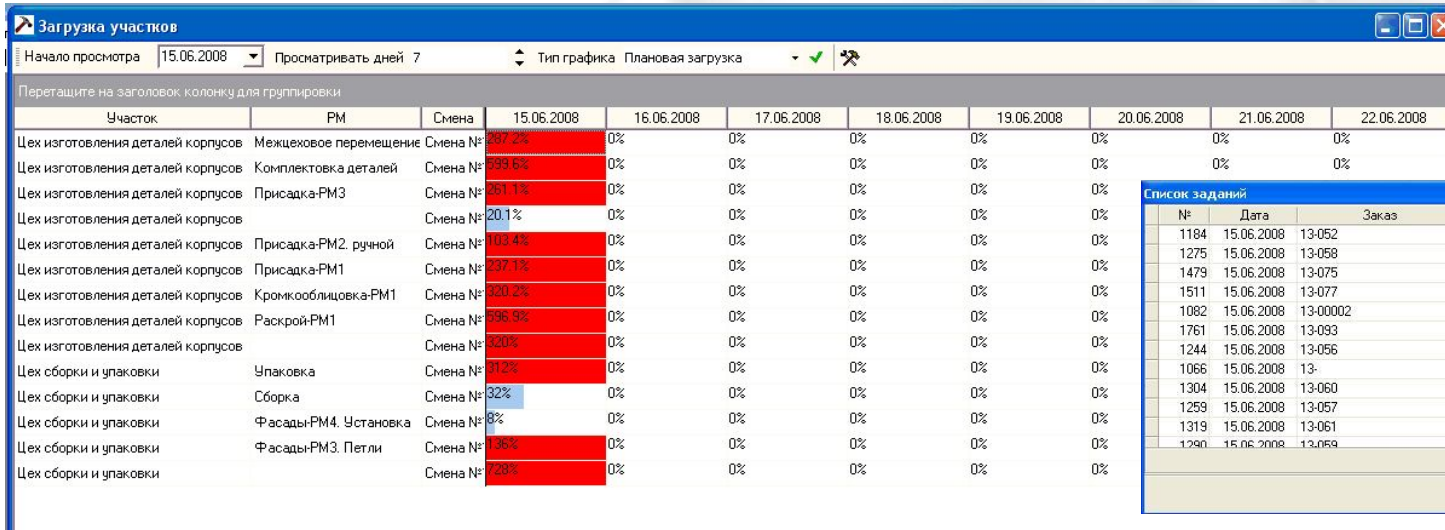 Загрузка участков
Начало просмотра 15.06.2008 Просматривать дней 7 Тип графика Плановая загрузка
Перетащите на заголовок колонку для группировки
Участок РМ Смена 15.06.2008 16.06.2008 17.06.2008 18.06.2008 19.06.2008 20.06.2008 21.06.2008 22.06.2008
Цех изготовления деталей корпусов Межцеховое перемещение Смена № 287.2% 0% 0% 0% 0% 0% 0% 0%
Цех изготовления деталей корпусов Комплектовка деталей Смена № 599.6% 0% 0% 0% 0% 0% 0% 0%
Цех изготовления деталей корпусов Присадка-РМ3 Смена № 261.1% 0% 0% 0% 0% 0%
Цех изготовления деталей корпусов Смена № 20.1% 0% 0% 0% 0% 0%
Цех изготовления деталей корпусов Присадка-РМ2. ручной Смена № 103.4% 0% 0% 0% 0% 0%
Цех изготовления деталей корпусов Присадка-РМ1 Смена № 237.1% 0% 0% 0% 0% 0%
Цех изготовления деталей корпусов Кромкооблицовка-РМ1 Смена № 320.2% 0% 0% 0% 0% 0%
Цех изготовления деталей корпусов Раскрой-РМ1 Смена № 596.9% 0% 0% 0% 0% 0%
Цех изготовления деталей корпусов Смена № 320% 0% 0% 0% 0% 0%
Цех сборки и упаковки Упаковка Смена № 312% 0% 0% 0% 0% 0%
Цех сборки и упаковки Сборка Смена № 32% 0% 0% 0% 0% 0%
Цех сборки и упаковки Фасады-РМ4. Установка Смена № 8% 0% 0% 0% 0% 0%
Цех сборки и упаковки Фасады-РМ3. Петли Смена № 136% 0% 0% 0% 0% 0%
Цех сборки и упаковки Смена № 728% 0% 0% 0% 0% 0%
Список заданий
№ Дата Заказ
1184 15.06.2008 13-052
1275 15.06.2008 13-058
1479 15.06.2008 13-075
1511 15.06.2008 13-077
1082 15.06.2008 13-00002
1761 15.06.2008 13-093
1244 15.06.2008 13-056
1066 15.06.2008 13-
1304 15.06.2008 13-060
1259 15.06.2008 13-057
1319 15.06.2008 13-061
1290 15.06.2008 13-059